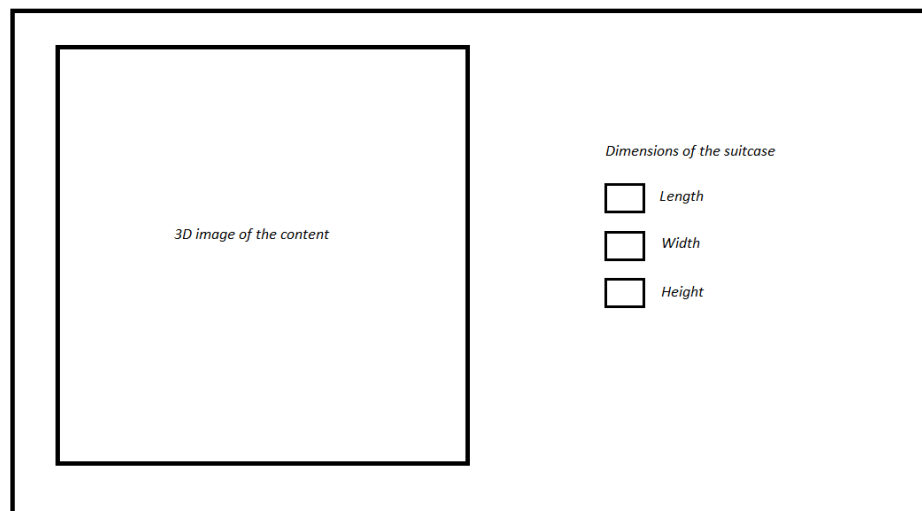 3D image of the content
Dimensions of the suitcase
Length
Width
Height